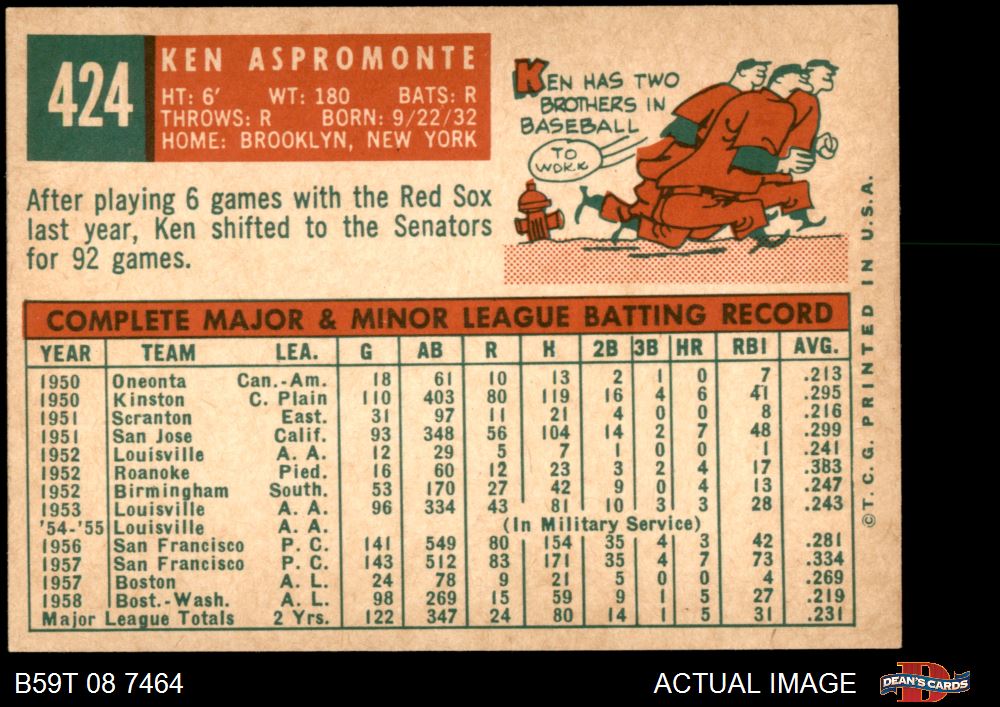 424
KEN ASPROMONTE
HT: 6' WT: 180 BATS: R
THROWS: R BORN: 9/22/32
HOME: BROOKLYN, NEW YORK
KEN HAS TWO
BROTHERS IN
BASEBALL
TO
WORK
After playing 6 games with the Red Sox
last year, Ken shifted to the Senators
for 92 games.
COMPLETE MAJOR & MINOR LEAGUE BATTING RECORD
YEAR TEAM LEA. G AB R H 2B 3B HR RBI AVG.
1950 Oneonta Can.-Am. 18 61 10 13 2 1 0 7 .213
1950 Kinston C. Plain 110 403 80 119 16 4 6 41 .295
1951 Scranton East. 31 97 11 21 4 0 0 8 .216
1951 San Jose Calif. 93 348 56 104 14 2 7 48 .299
1952 Louisville A. A. 12 29 5 7 1 0 0 1 .241
1952 Roanoke Pied. 16 60 12 23 3 2 4 17 .383
1952 Birmingham South. 53 170 27 42 9 0 4 13 .247
1953 Louisville A. A. 96 334 43 81 10 3 3 28 .243
'54-'55 Louisville A. A. (In Military Service)
1956 San Francisco P. C. 141 549 80 154 35 4 3 42 .281
1957 San Francisco P. C. 143 512 83 171 35 4 7 73 .334
1957 Boston A. L. 24 78 9 21 5 0 0 4 .269
1958 Bost.-Wash. A. L. 98 269 15 59 9 1 5 27 .219
Major League Totals 2 Yrs. 122 347 24 80 14 1 5 31 .231
©T.C.G. PRINTED IN U.S.A.
B59T 08 7464
ACTUAL IMAGE
D
DEAN'S CARDS